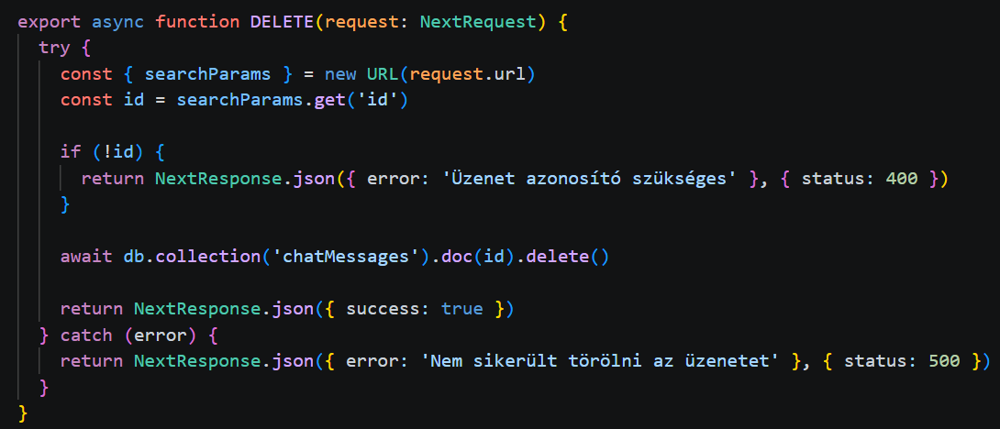 export async function DELETE(request: NextRequest) {
try {
const { searchParams } = new URL(request.url)
const id = searchParams.get('id')
if (!id) {
return NextResponse.json({ error: 'Üzenet azonosító szükséges' }, { status: 400 })
}
await db.collection('chatMessages').doc(id).delete()
return NextResponse.json({ success: true })
} catch (error) {
return NextResponse.json({ error: 'Nem sikerült törölni az üzenetet' }, { status: 500 })
}
}